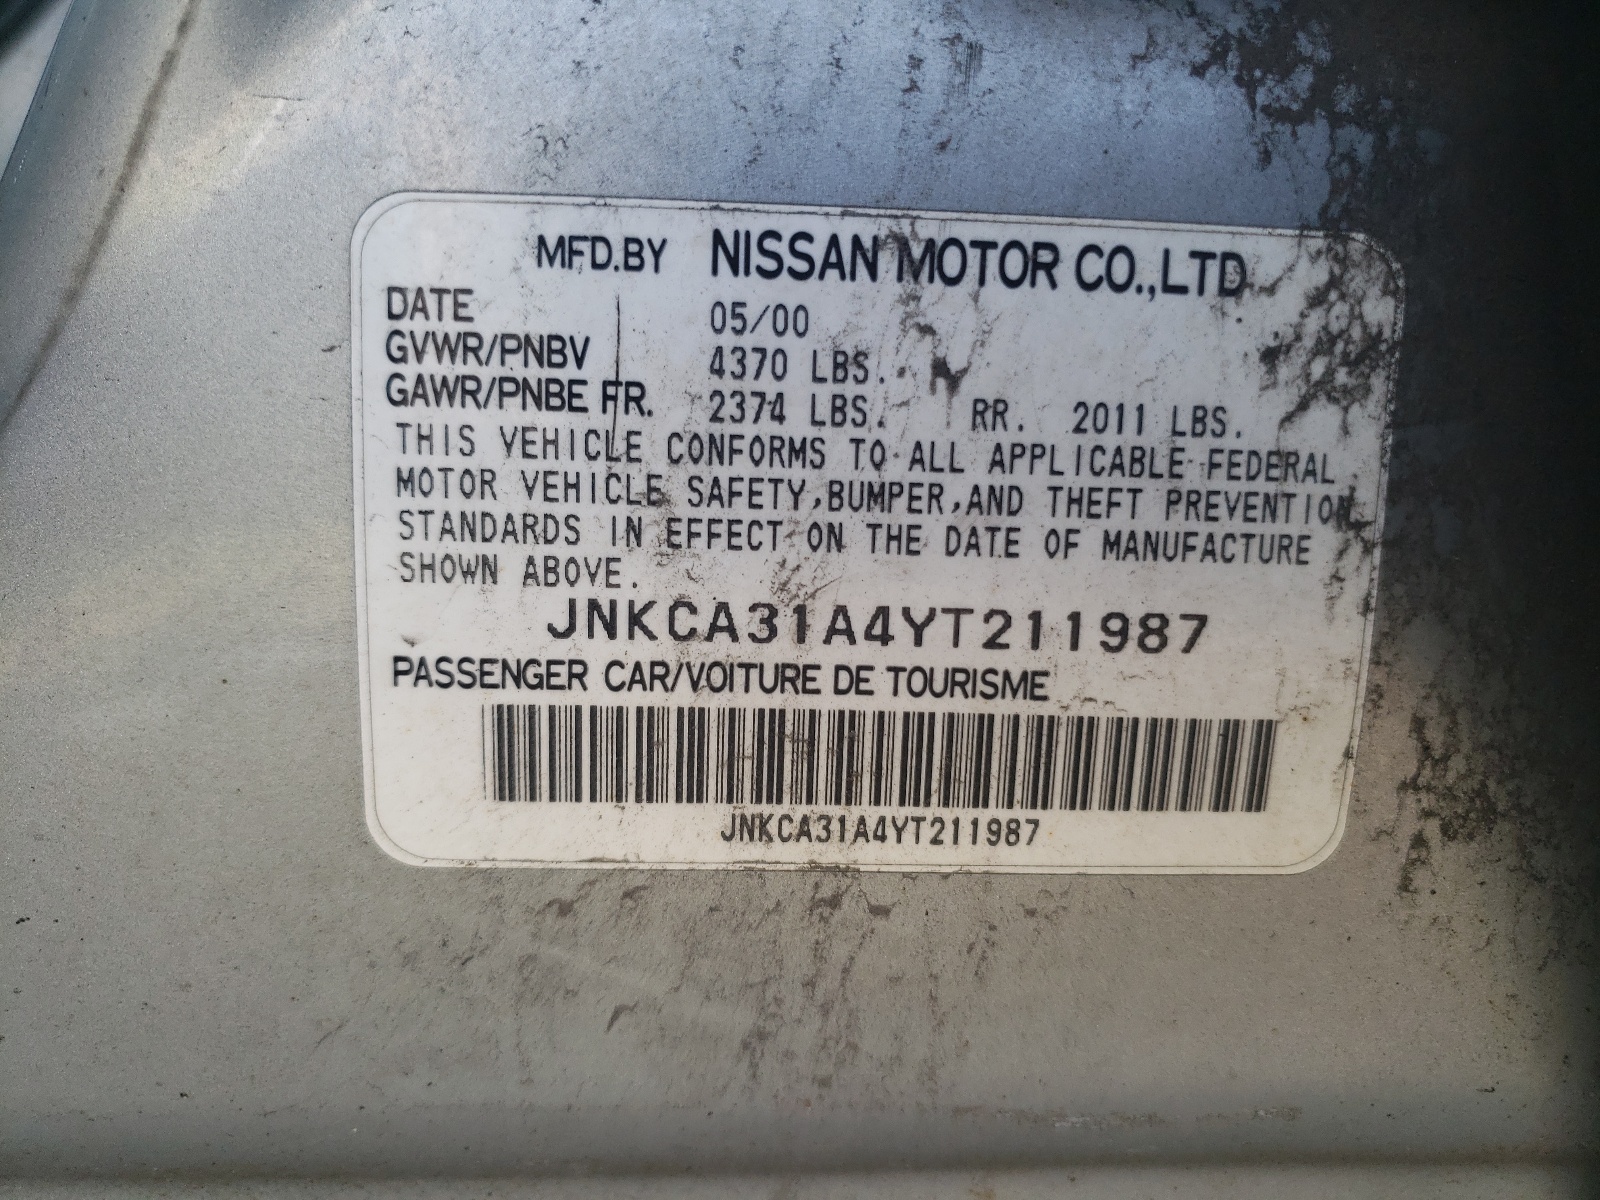 MFD.BY NISSAN MOTOR CO.,LTD.
DATE 05/00
GVWR/PNBV 4370 LBS.
GAWR/PNBE FR. 2374 LBS. RR. 2011 LBS.
THIS VEHICLE CONFORMS TO ALL APPLICABLE FEDERAL
MOTOR VEHICLE SAFETY,BUMPER,AND THEFT PREVENTION
STANDARDS IN EFFECT ON THE DATE OF MANUFACTURE
SHOWN ABOVE.
JNKCA31A4YT211987
PASSENGER CAR/VOITURE DE TOURISME
JNKCA31A4YT211987